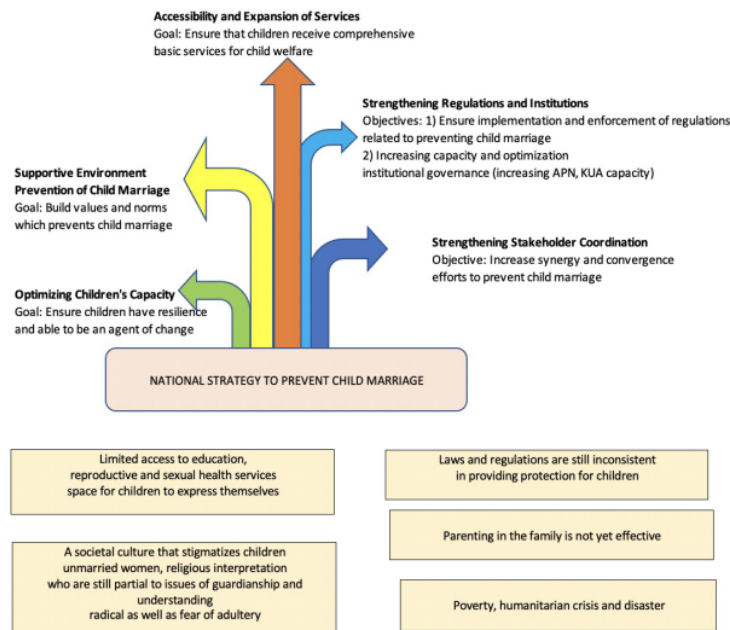 Accessibility and Expansion of Services
Goal: Ensure that children receive comprehensive
basic services for child welfare
Strengthening Regulations and Institutions
Objectives: 1) Ensure implementation and enforcement of regulations
related to preventing child marriage
2) Increasing capacity and optimization
institutional governance (increasing APN, KUA capacity)
Supportive Environment
Prevention of Child Marriage
Goal: Build values and norms
which prevents child marriage
Strengthening Stakeholder Coordination
Objective: Increase synergy and convergence
efforts to prevent child marriage
Optimizing Children's Capacity
Goal: Ensure children have resilience
and able to be an agent of change
NATIONAL STRATEGY TO PREVENT CHILD MARRIAGE
Limited access to education,
reproductive and sexual health services
space for children to express themselves
Laws and regulations are still inconsistent
in providing protection for children
Parenting in the family is not yet effective
A societal culture that stigmatizes children
unmarried women, religious interpretation
who are still partial to issues of guardianship and
understanding
radical as well as fear of adultery
Poverty, humanitarian crisis and disaster